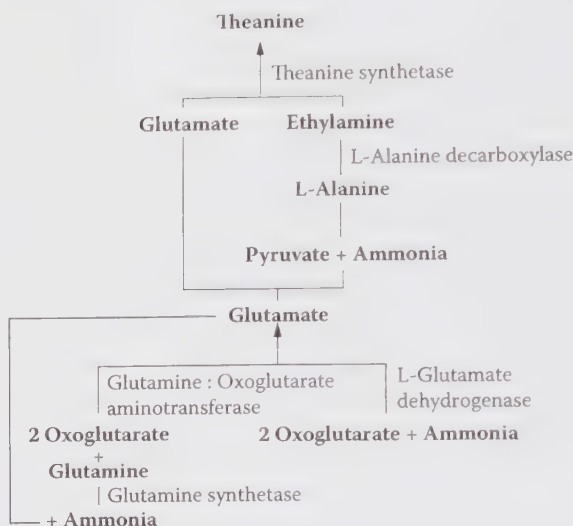 Theanine
Theanine synthetase
Glutamate Ethylamine
L-Alanine decarboxylase
L-Alanine
Pyruvate + Ammonia
Glutamate
Glutamine : Oxoglutarate
aminotransferase
L-Glutamate
dehydrogenase
2 Oxoglutarate
+
Glutamine
2 Oxoglutarate + Ammonia
Glutamine synthetase
+ Ammonia